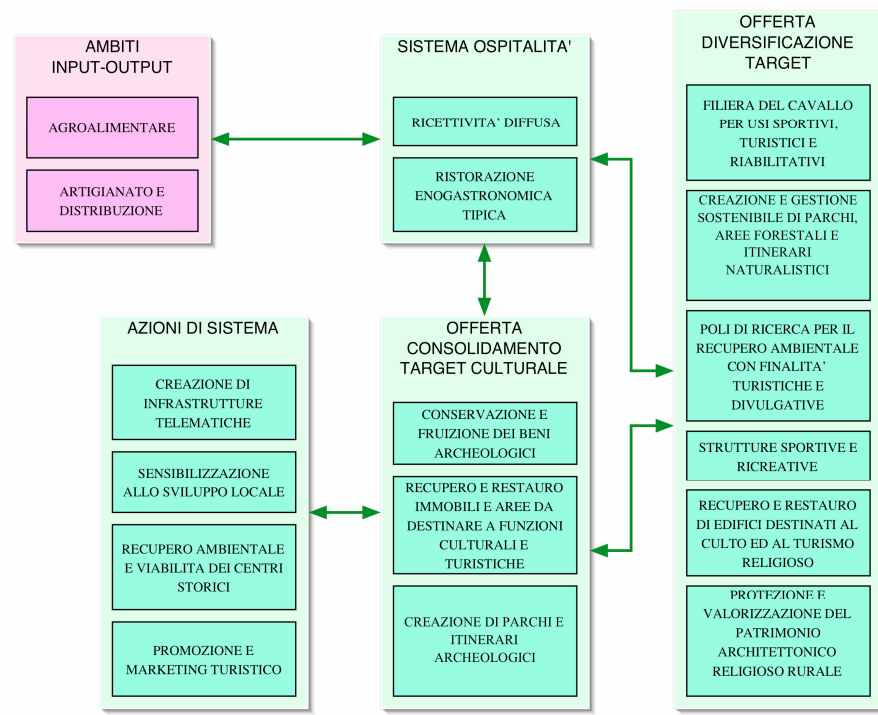 AMBITI
INPUT-OUTPUT
AGROALIMENTARE
ARTIGIANATO E
DISTRIBUZIONE
SISTEMA OSPITALITA'
RICETTIVITA' DIFFUSA
RISTORAZIONE
ENOGASTRONOMICA
TIPICA
OFFERTA
DIVERSIFICAZIONE
TARGET
FILIERA DEL CAVALLO
PER USI SPORTIVI,
TURISTICI E
RIABILITATIVI
CREAZIONE E GESTIONE
SOSTENIBILE DI PARCHI,
AREE FORESTALI E
ITINERARI
NATURALISTICI
POLI DI RICERCA PER IL
RECUPERO AMBIENTALE
CON FINALITA'
TURISTICHE E
DIVULGATIVE
STRUTTURE SPORTIVE E
RICREATIVE
RECUPERO E RESTAURO
DI EDIFICI DESTINATI AL
CULTO ED AL TURISMO
RELIGIOSO
PROTEZIONE E
VALORIZZAZIONE DEL
PATRIMONIO
ARCHITETTONICO
RELIGIOSO RURALE
AZIONI DI SISTEMA
CREAZIONE DI
INFRASTRUTTURE
TELEMATICHE
SENSIBILIZZAZIONE
ALLO SVILUPPO LOCALE
RECUPERO AMBIENTALE
E VIABILITA DEI CENTRI
STORICI
PROMOZIONE E
MARKETING TURISTICO
OFFERTA
CONSOLIDAMENTO
TARGET CULTURALE
CONSERVAZIONE E
FRUIZIONE DEI BENI
ARCHEOLOGICI
RECUPERO E RESTAURO
IMMOBILI E AREE DA
DESTINARE A FUNZIONI
CULTURALI E
TURISTICHE
CREAZIONE DI PARCHI E
ITINERARI
ARCHEOLOGICI